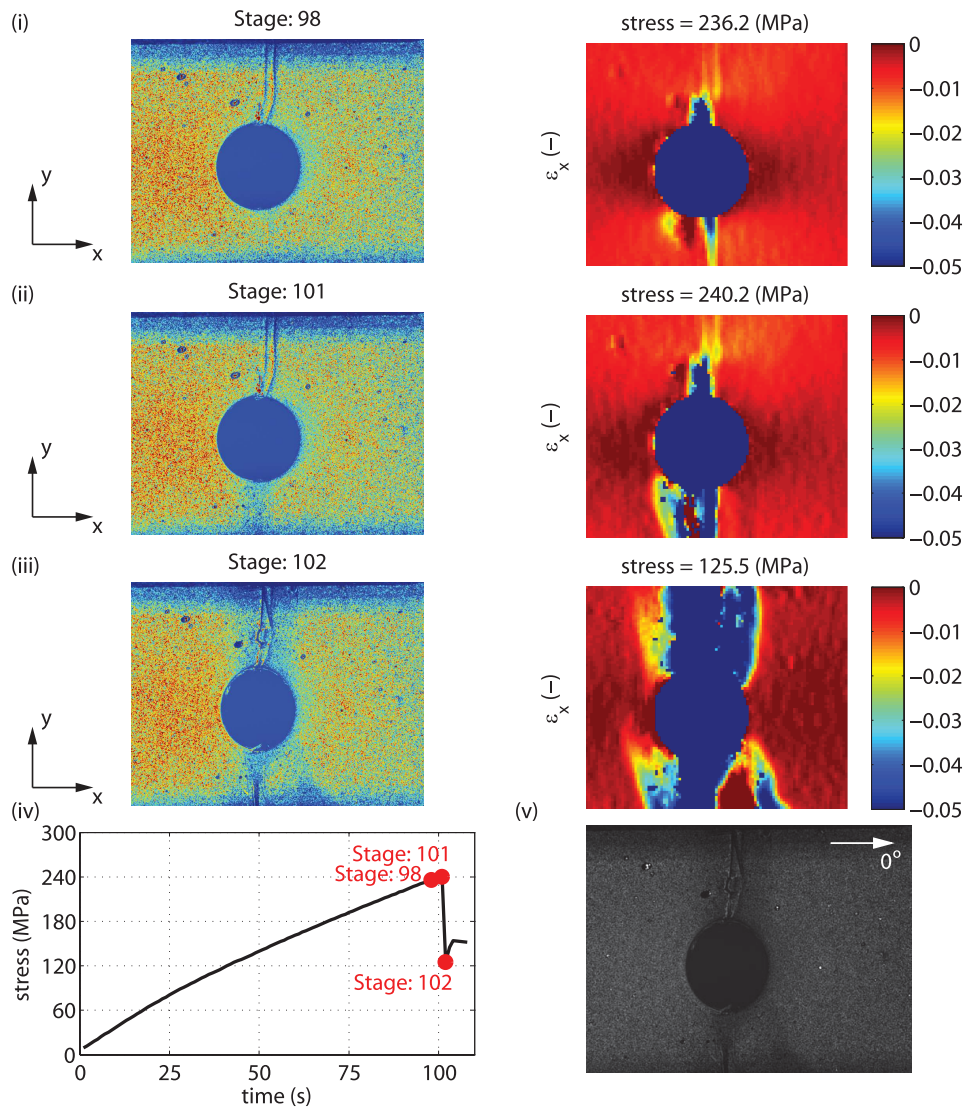 (i)
Stage: 98
stress = 236.2 (MPa)
y
x
εx (−)
0
−0.01
−0.02
−0.03
−0.04
−0.05
(ii)
Stage: 101
stress = 240.2 (MPa)
y
x
εx (−)
0
−0.01
−0.02
−0.03
−0.04
−0.05
(iii)
Stage: 102
stress = 125.5 (MPa)
y
x
εx (−)
0
−0.01
−0.02
−0.03
−0.04
−0.05
(iv)
300
240
180
120
60
0
stress (MPa)
Stage: 101
Stage: 98
Stage: 102
0
25
50
75
100
time (s)
(v)
0°